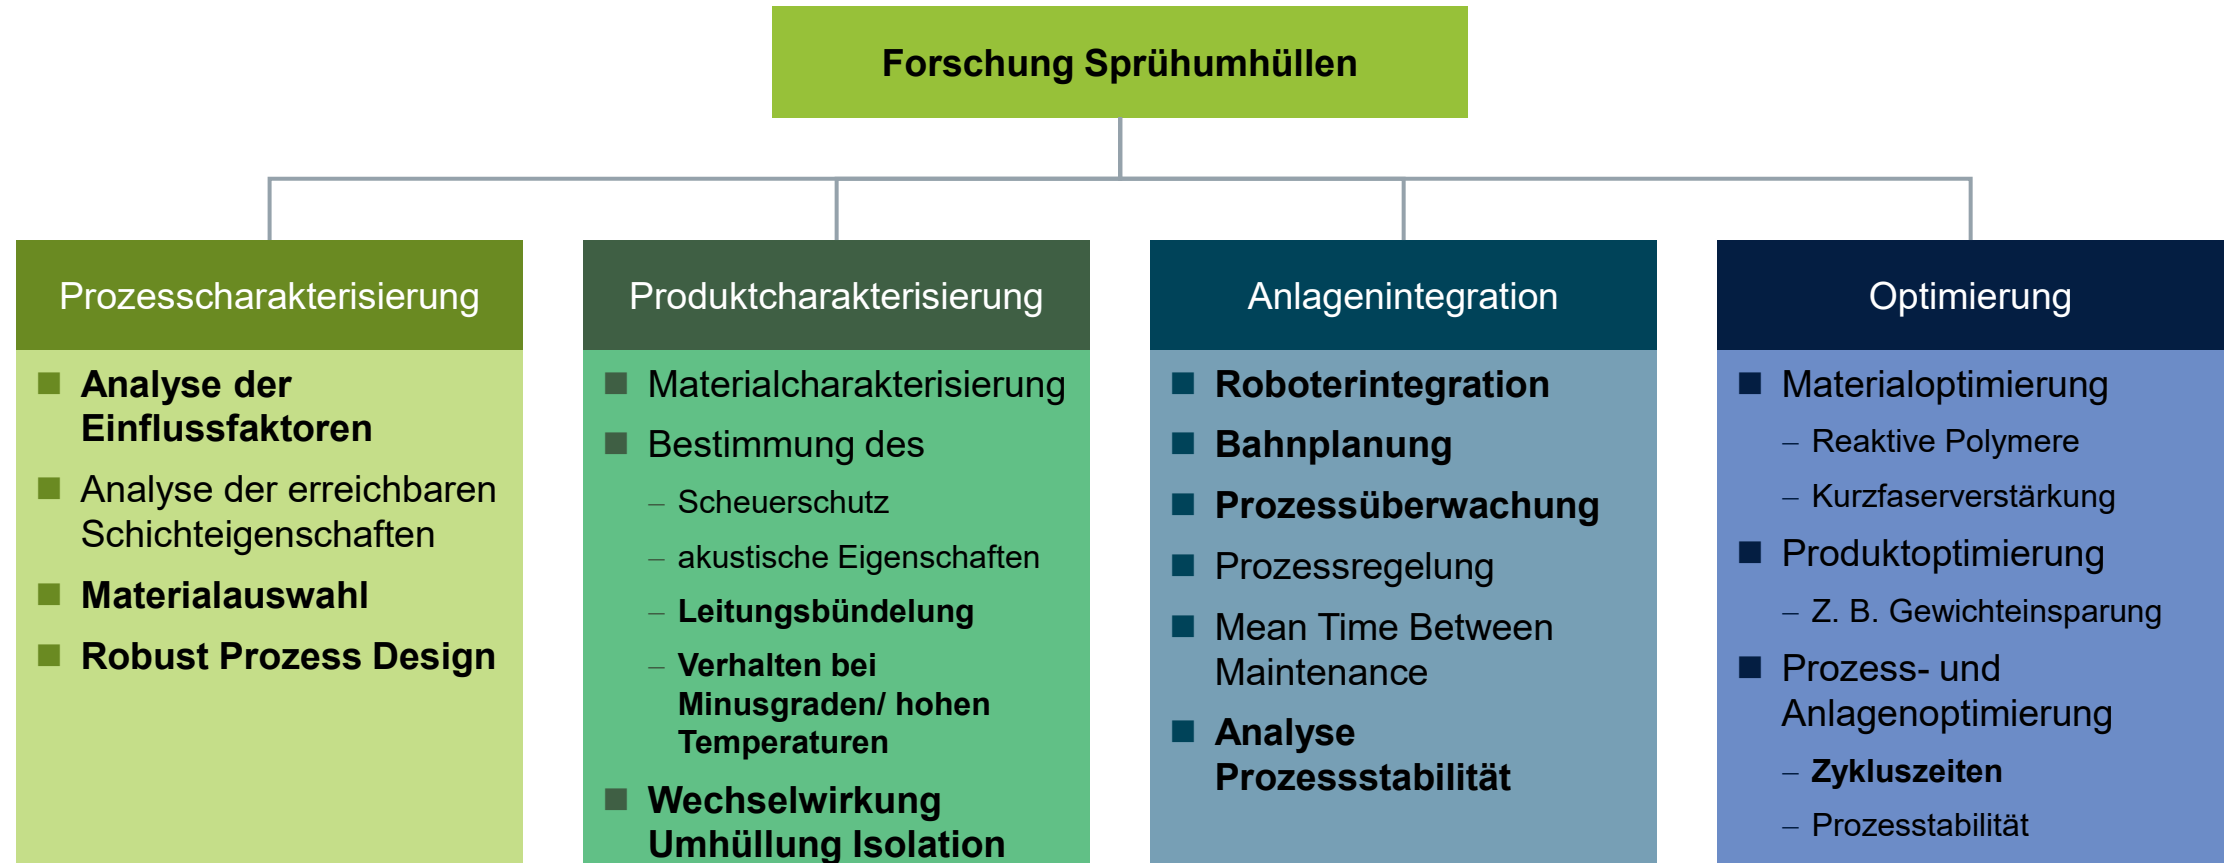 Forschung Sprühumhüllen
Prozesscharakterisierung
Analyse der
Einflussfaktoren
Analyse der erreichbaren
Schichteigenschaften
Materialauswahl
Robust Prozess Design
Produktcharakterisierung
Materialcharakterisierung
Bestimmung des
– Scheuerschutz
– akustische Eigenschaften
– Leitungsbündelung
– Verhalten bei
Minusgraden/ hohen
Temperaturen
Wechselwirkung
Umhüllung Isolation
Anlagenintegration
Roboterintegration
Bahnplanung
Prozessüberwachung
Prozessregelung
Mean Time Between
Maintenance
Analyse
Prozessstabilität
Optimierung
Materialoptimierung
– Reaktive Polymere
– Kurzfaserverstärkung
Produktoptimierung
– Z. B. Gewichteinsparung
Prozess- und
Anlagenoptimierung
– Zykluszeiten
– Prozesstabilität